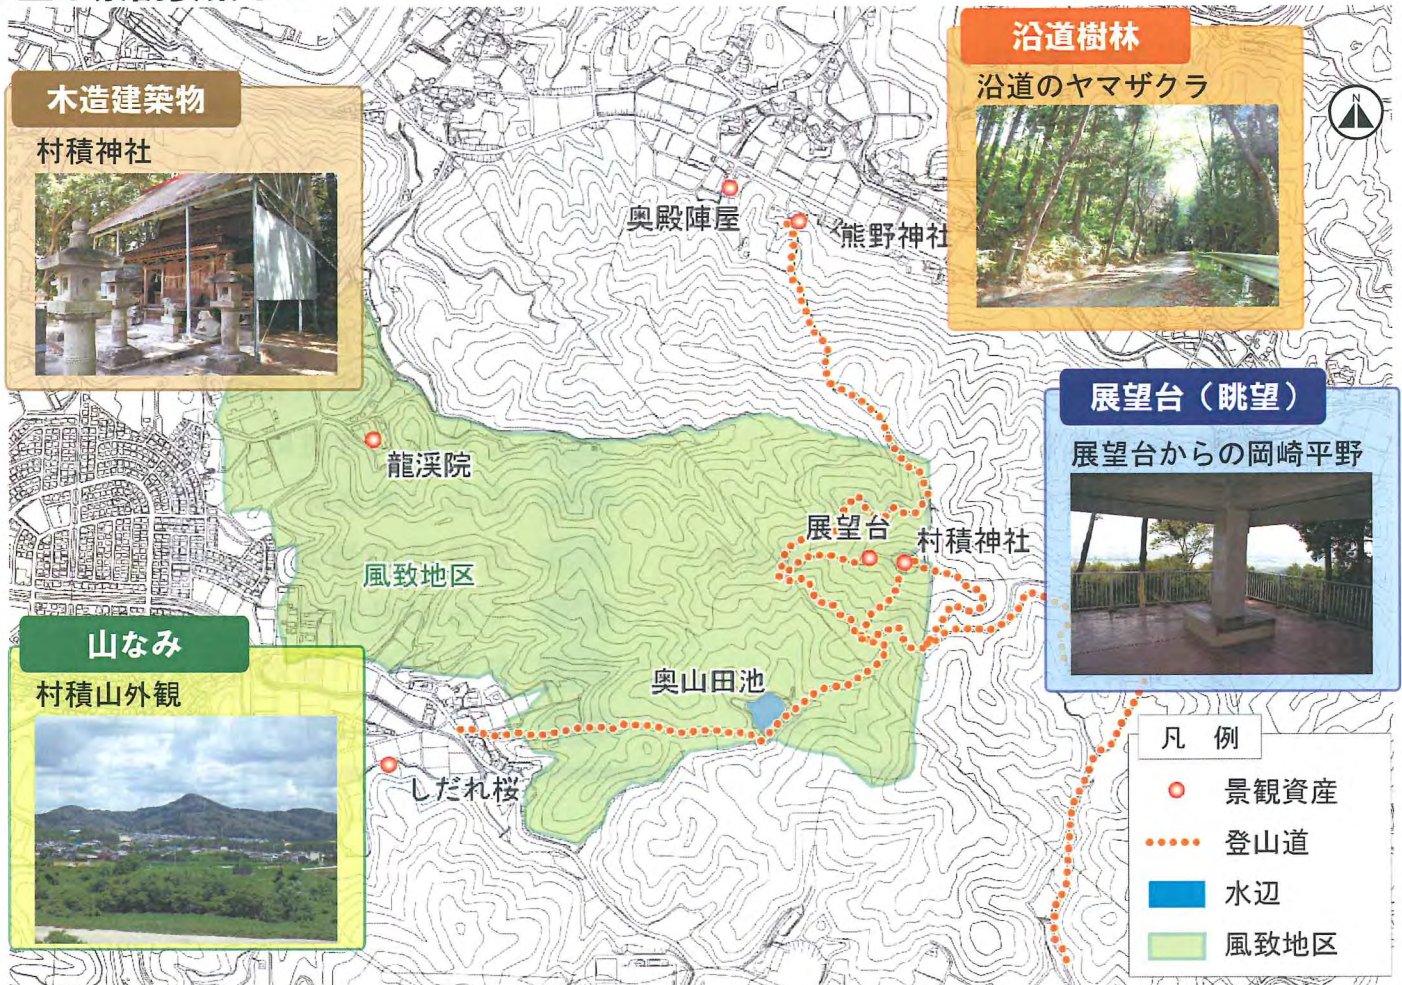 木造建築物
村積神社
沿道樹林
沿道のヤマザクラ
N
奥殿陣屋
熊野神社
展望台（眺望）
展望台からの岡崎平野
龍渓院
展望台
村積神社
風致地区
山なみ
村積山外観
奥山田池
しだれ桜
凡 例
景観資産
登山道
水辺
風致地区